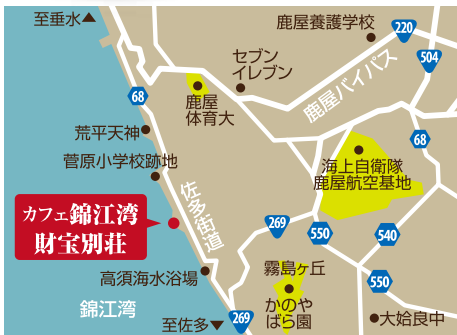 至垂水▲
鹿屋養護学校
220
セブン
イレブン
504
鹿屋バイパス
68
鹿屋
体育大
荒平天神
68
菅原小学校跡地
海上自衛隊
鹿屋航空基地
佐多街道
カフェ錦江湾
財宝別荘
269
550
540
高須海水浴場
霧島ヶ丘
550
錦江湾
かのや
ばら園
至佐多▼
269
大姶良中